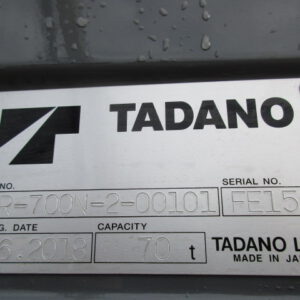 TADANO
NO. SERIAL NO.
R-700N-2-00101 FE15
G. DATE CAPACITY
6.2013 70 t
TADANO L
MADE IN JA